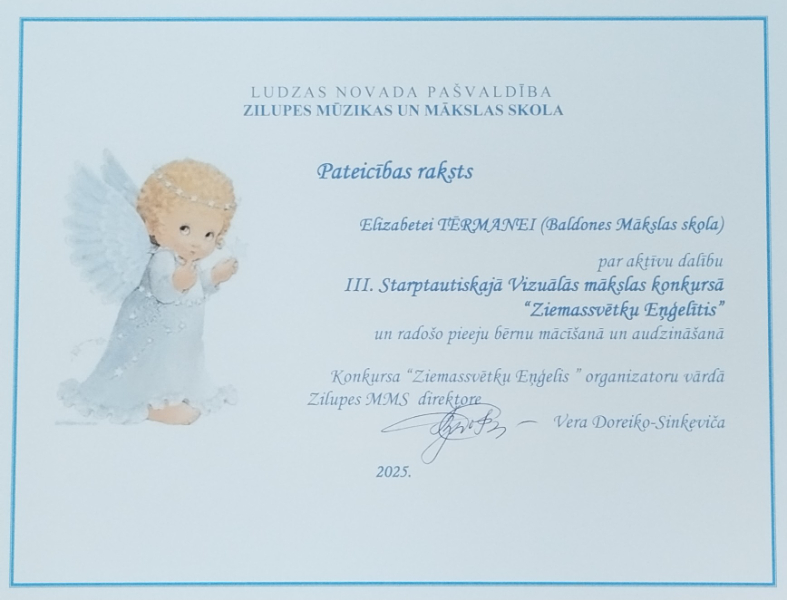 LUDZAS NOVADA PAŠVALDĪBA
ZILUPES MŪZIKAS UN MĀKSLAS SKOLA
Pateicības raksts
Elizabetei TĒRMANEI (Baldones Mākslas skola)
par aktīvu dalību
III. Starptautiskajā Vizuālās mākslas konkursā
“Ziemassvētku Eņģelītis”
un radošo pieeju bērnu mācīšanā un audzināšanā
Konkursa “Ziemassvētku Eņģelis ” organizatoru vārdā
Zilupes MMS direktore
Vera Doreiko-Sinkeviča
2025.